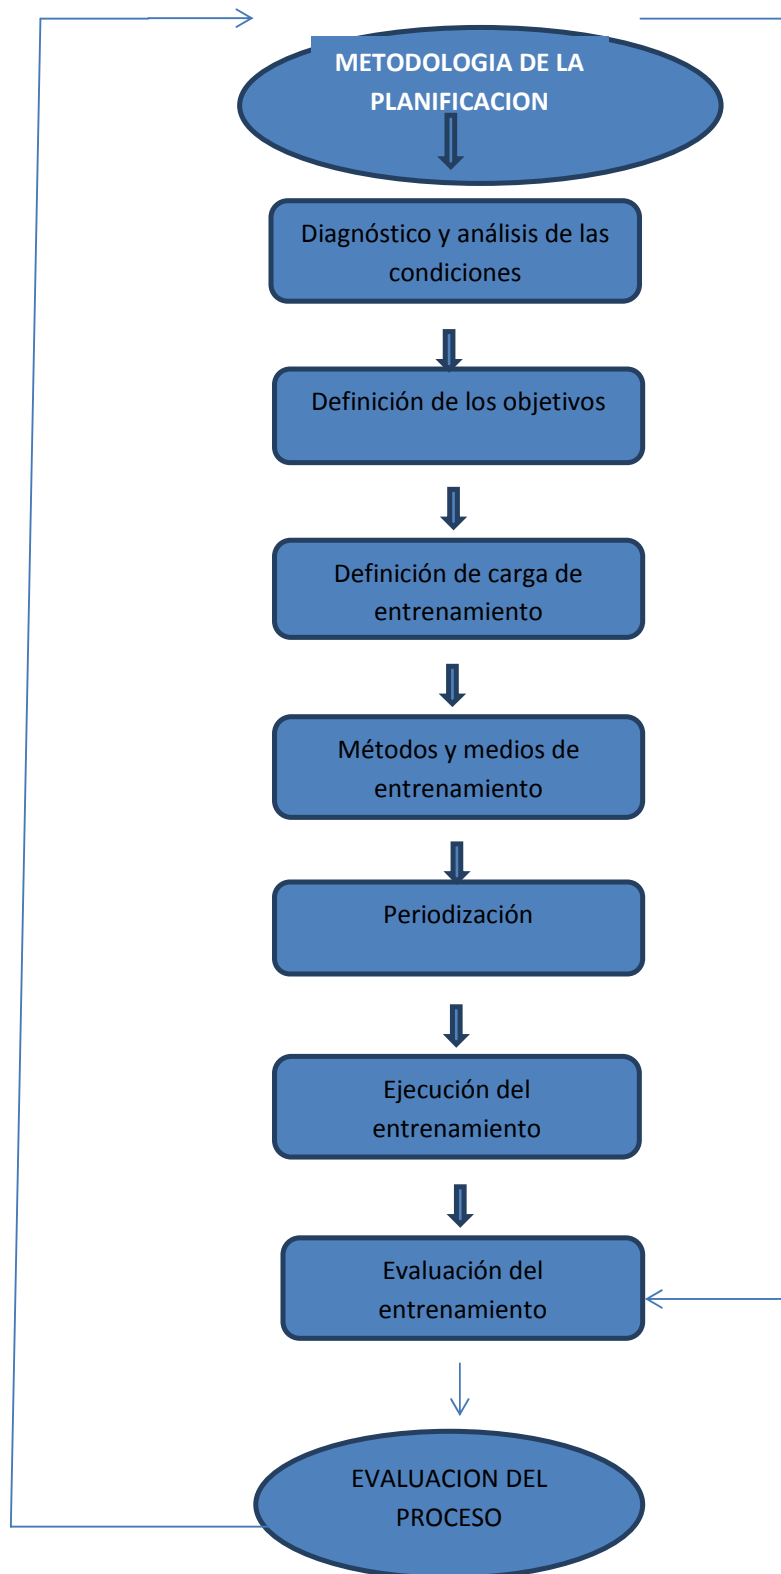 METODOLOGIA DE LA
PLANIFICACION
Diagnóstico y análisis de las
condiciones
Definición de los objetivos
Definición de carga de
entrenamiento
Métodos y medios de
entrenamiento
Periodización
Ejecución del
entrenamiento
Evaluación del
entrenamiento
EVALUACION DEL
PROCESO